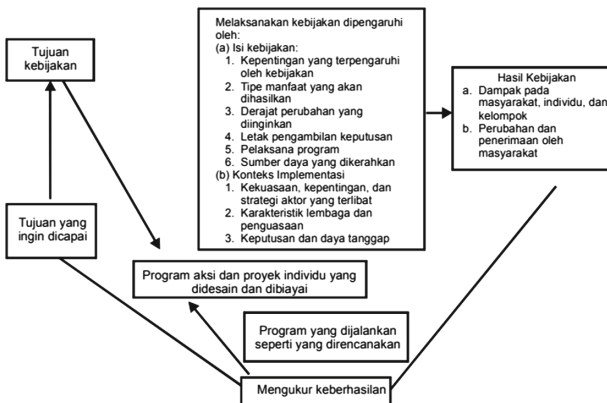 Tujuan
kebijakan
Melaksanakan kebijakan dipengaruhi
oleh:
(a) Isi kebijakan:
1. Kepentingan yang terpengaruhi
oleh kebijakan
2. Tipe manfaat yang akan
dihasilkan
3. Derajat perubahan yang
diinginkan
4. Letak pengambilan keputusan
5. Pelaksana program
6. Sumber daya yang dikerahkan
(b) Konteks Implementasi
1. Kekuasaan, kepentingan, dan
strategi aktor yang terlibat
2. Karakteristik lembaga dan
penguasaan
3. Keputusan dan daya tanggap
Hasil Kebijakan
a. Dampak pada
masyarakat, individu, dan
kelompok
b. Perubahan dan
penerimaan oleh
masyarakat
Tujuan yang
ingin dicapai
Program aksi dan proyek individu yang
didesain dan dibiayai
Program yang dijalankan
seperti yang direncanakan
Mengukur keberhasilan